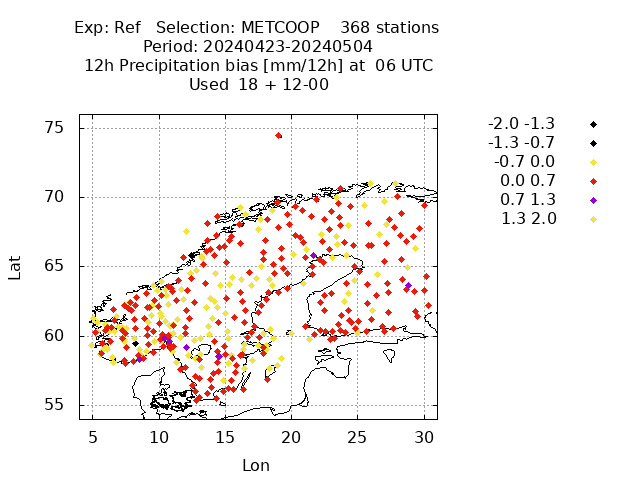 Exp: Ref   Selection: METCOOP    368 stations
Period: 20240423-20240504
12h Precipitation bias [mm/12h] at  06 UTC
Used  18 + 12-00
-2.0 -1.3
-1.3 -0.7
-0.7 0.0
0.0 0.7
0.7 1.3
1.3 2.0
75
70
65
60
55
Lat
5 10 15 20 25 30
Lon